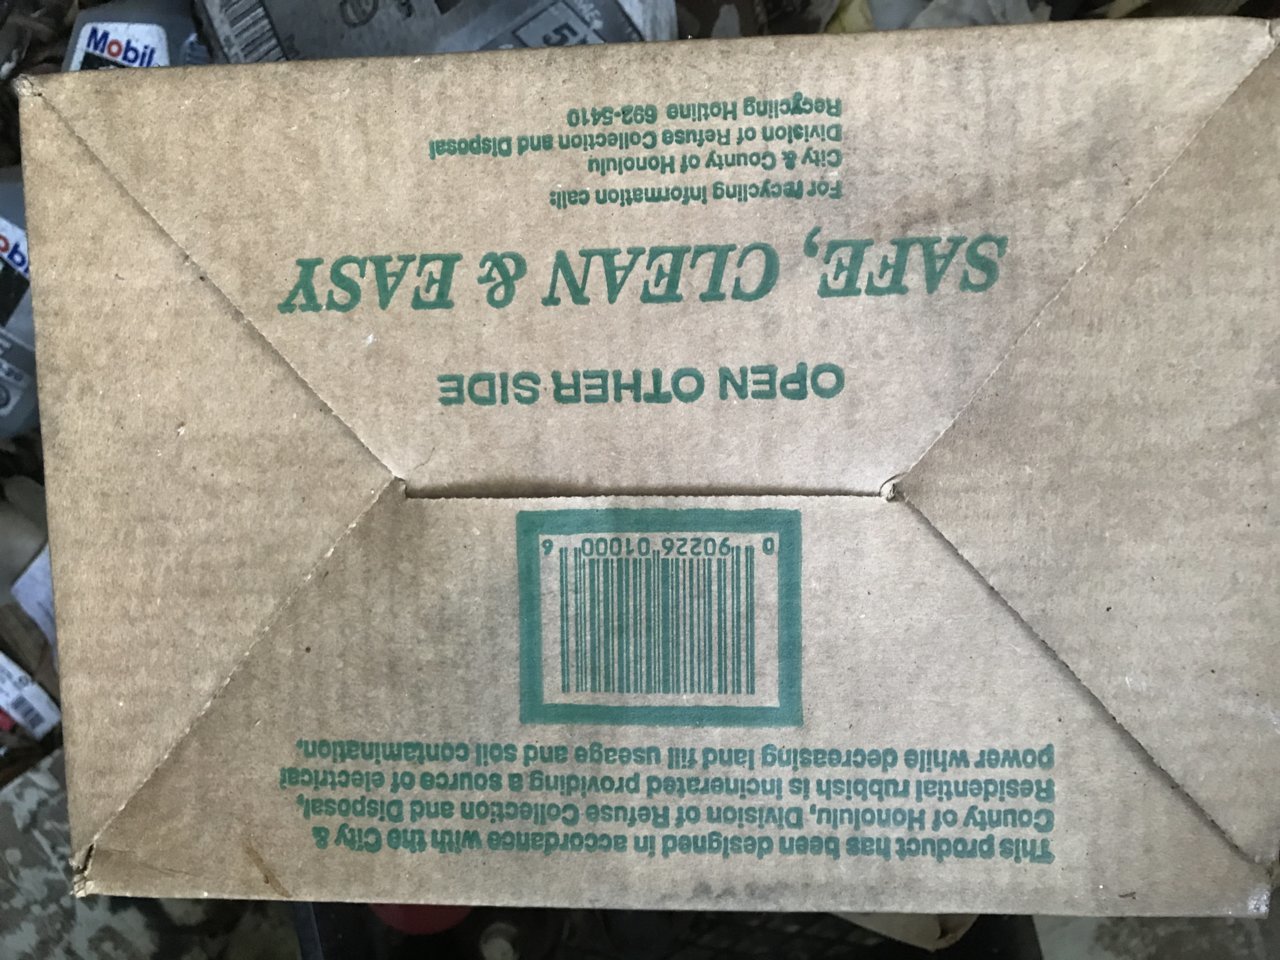 This product has been designed in accordance with the City &
County of Honolulu, Division of Refuse Collection and Disposal,
Residential rubbish is incinerated providing a source of electrical
power while decreasing land fill useage and soil contamination.
0 90226 01000 6
OPEN OTHER SIDE
SAFE, CLEAN & EASY
For recycling information call:
City & County of Honolulu
Division of Refuse Collection and Disposal
Recycling Hotline 692-5410
Mobil